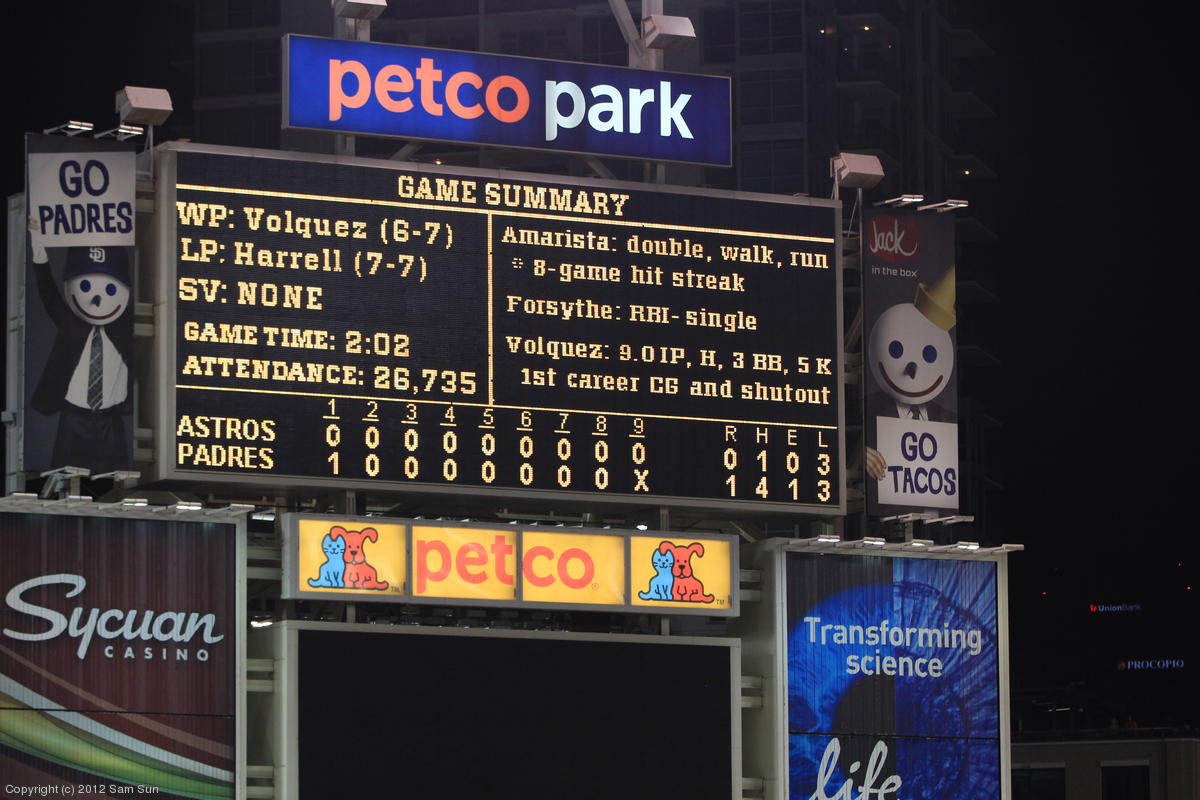 petco park
GO
PADRES
SD
GAME SUMMARY
WP: Volquez (6-7)
LP: Harrell (7-7)
SV: NONE
GAME TIME: 2:02
ATTENDANCE: 26,735
Amarista: double, walk, run
* 8-game hit streak
Forsythe: RBI-single
Volquez: 9.0 IP, H, 3 BB, 5 K
1st career CG and shutout
1 2 3 4 5 6 7 8 9 R H E L
ASTROS 0 0 0 0 0 0 0 0 0 0 1 0 3
PADRES 1 0 0 0 0 0 0 0 X 1 4 1 3
Jack
in the box
GO
TACOS
petco
TM
TM
Sycuan
CASINO
Transforming
science
life
UnionBank
PROCOPIO
Copyright (c) 2012 Sam Sun